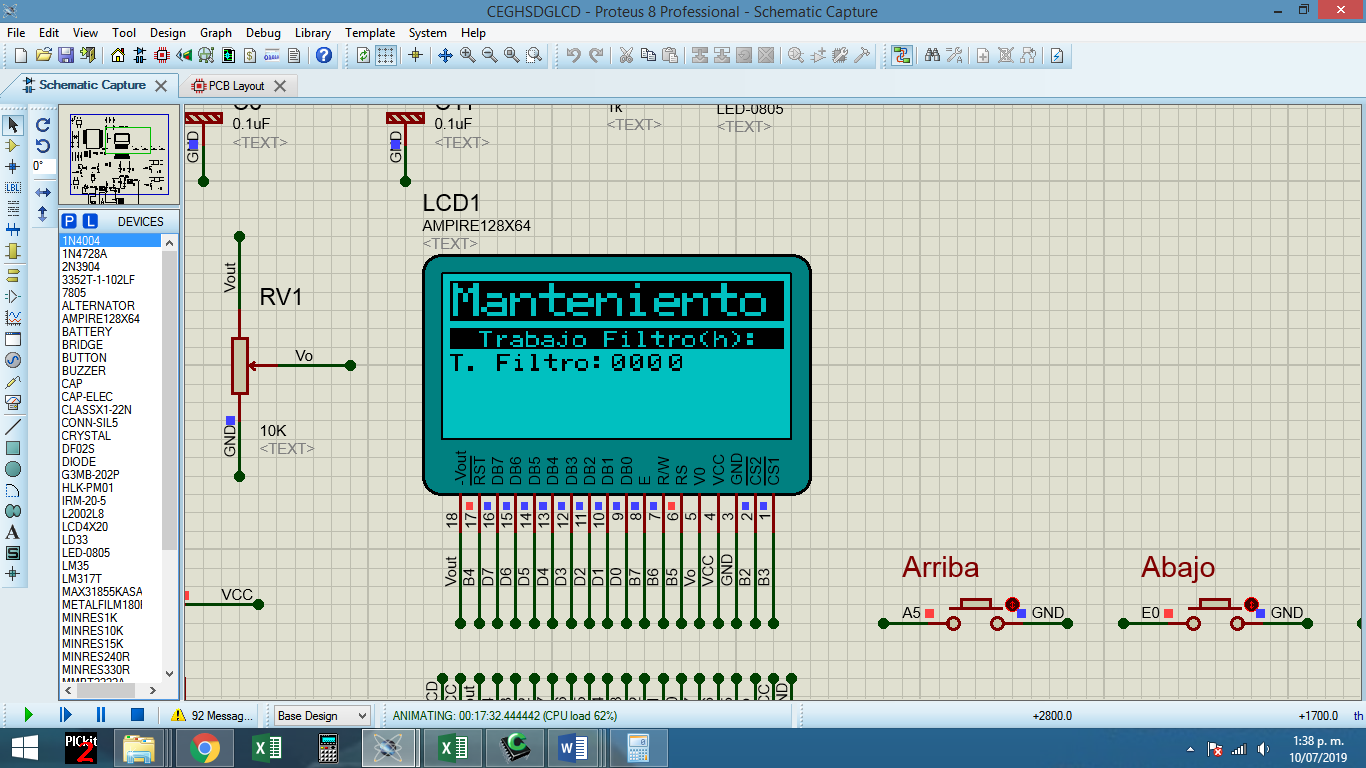 CEGHSDGLCD - Proteus 8 Professional - Schematic Capture
File Edit View Tool Design Graph Debug Library Template System Help
Schematic Capture
PCB Layout
0.1uF
<TEXT>
GND
0.1uF
<TEXT>
GND
1k
<TEXT>
LED-0805
<TEXT>
0°
P L DEVICES
1N4004
1N4728A
2N3904
3352T-1-102LF
7805
ALTERNATOR
AMPIRE128X64
BATTERY
BRIDGE
BUTTON
BUZZER
CAP
CAP-ELEC
CLASSX1-22N
CONN-SIL5
CRYSTAL
DF02S
DIODE
G3MB-202P
HLK-PM01
IRM-20-5
L2002L8
LCD4X20
LD33
LED-0805
LM35
LM317T
MAX31855KASA
METALFILM180I
MINRES1K
MINRES10K
MINRES15K
MINRES240R
MINRES330R
Vout
RV1
Vo
GND
10K
<TEXT>
VCC
LCD1
AMPIRE128X64
<TEXT>
Manteniento
Trabajo Filtro(h):
T. Filtro:0000
-Vout RST DB7 DB6 DB5 DB4 DB3 DB2 DB1 DB0 E R/W RS V0 VCC GND CS2 CS1
18 17 16 15 14 13 12 11 10 9 8 7 6 5 4 3 2 1
Vout B4 D7 D6 D5 D4 D3 D2 D1 D0 B7 B6 B5 Vo VCC GND B2 B3
Arriba
A5 GND
Abajo
E0 GND
92 Messag...
Base Design
ANIMATING: 00:17:32.444442 (CPU load 62%)
+2800.0
+1700.0 th
PICkit
2
1:38 p. m.
10/07/2019